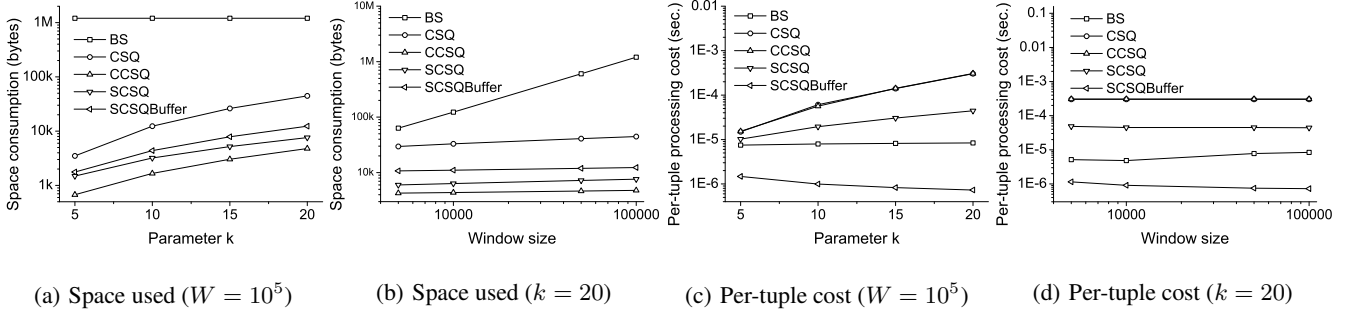 Space consumption (bytes)
1M
100k
10k
1k
BS
CSQ
CCSQ
SCSQ
SCSQBuffer
5 10 15 20
Parameter k
Space consumption (bytes)
10M
1M
100k
10k
BS
CSQ
CCSQ
SCSQ
SCSQBuffer
10000 100000
Window size
Per-tuple processing cost (sec.)
0.01
1E-3
1E-4
1E-5
1E-6
BS
CSQ
CCSQ
SCSQ
SCSQBuffer
5 10 15 20
Parameter k
Per-tuple processing cost (sec.)
0.1
0.01
1E-3
1E-4
1E-5
1E-6
BS
CSQ
CCSQ
SCSQ
SCSQBuffer
10000 100000
Window size
(a) Space used (W = 10⁵)
(b) Space used (k = 20)
(c) Per-tuple cost (W = 10⁵)
(d) Per-tuple cost (k = 20)